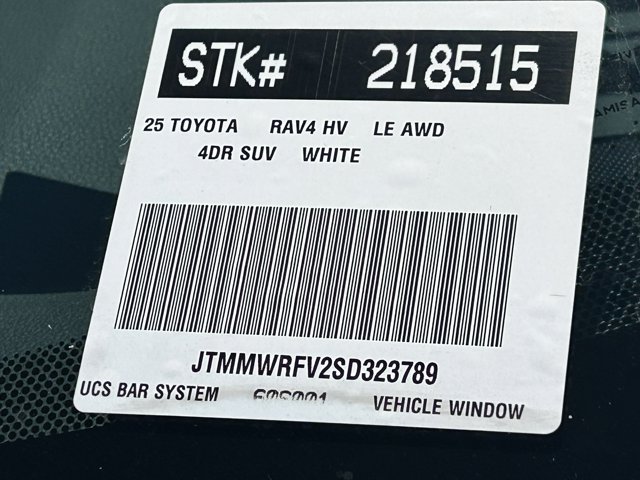 STK# 218515
25 TOYOTA RAV4 HV LE AWD
4DR SUV WHITE
JTMMWRFV2SD323789
UCS BAR SYSTEM VEHICLE WINDOW